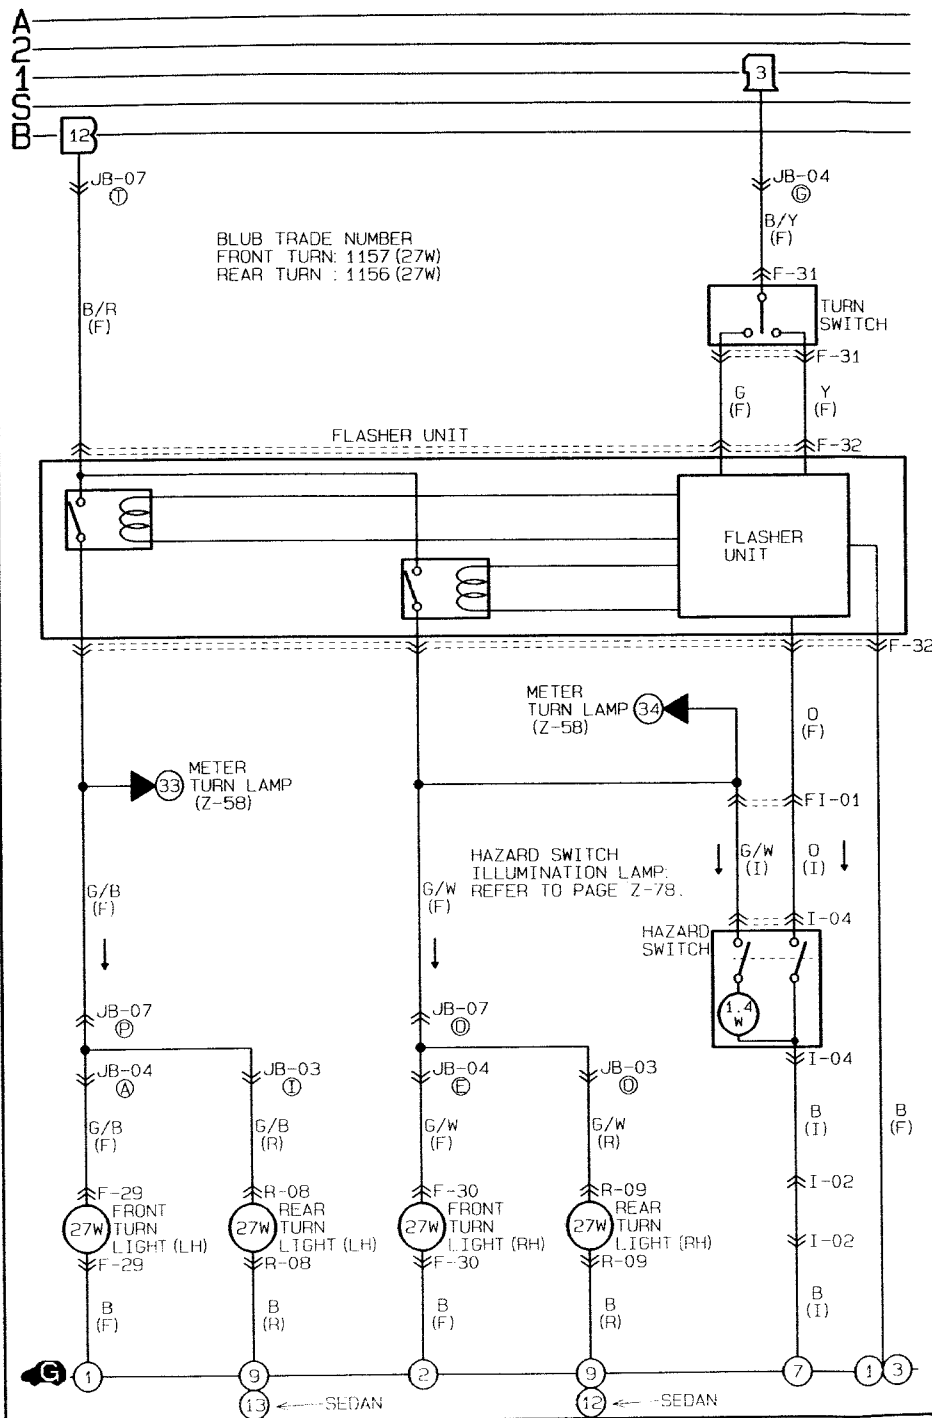 A
2
1
S
B
3
12
JB-07
T
JB-04
G
B/Y
(F)
BLUB TRADE NUMBER
FRONT TURN: 1157(27W)
REAR TURN : 1156(27W)
F-31
B/R
(F)
TURN
SWITCH
F-31
G
(F)
Y
(F)
FLASHER UNIT
F-32
FLASHER
UNIT
F-32
METER
TURN LAMP
(Z-58)
34
O
(F)
33
METER
TURN LAMP
(Z-58)
FI-01
G/W
(I)
O
(I)
HAZARD SWITCH
ILLUMINATION LAMP:
REFER TO PAGE Z-78.
G/B
(F)
G/W
(F)
I-04
HAZARD
SWITCH
1.4
W
JB-07
P
JB-07
O
I-04
JB-04
A
JB-03
I
JB-04
E
JB-03
O
G/B
(F)
G/B
(R)
G/W
(F)
G/W
(R)
B
(I)
B
(F)
I-02
F-29
R-08
F-30
R-09
27W
FRONT
TURN
LIGHT(LH)
27W
REAR
TURN
LIGHT(LH)
27W
FRONT
TURN
LIGHT(RH)
27W
REAR
TURN
LIGHT(RH)
I-02
F-29
R-08
F-30
R-09
B
(F)
B
(R)
B
(F)
B
(R)
B
(I)
G
1
9
2
9
7
1
3
13
SEDAN
12
SEDAN